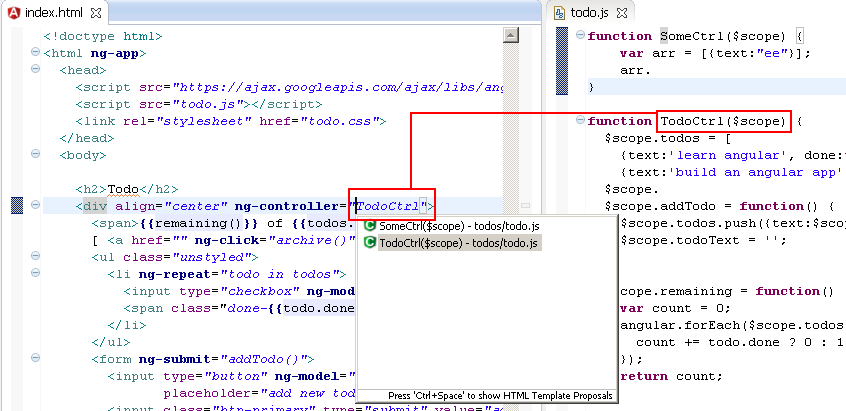 index.html
<!doctype html>
<html ng-app>
<head>
<script src="https://ajax.googleapis.com/ajax/libs/ang
<script src="todo.js"></script>
<link rel="stylesheet" href="todo.css">
</head>
<body>
<h2>Todo</h2>
<div align="center" ng-controller="TodoCtrl">
<span>{{remaining()}} of {{todos.
[ <a href="" ng-click="archive()"
<ul class="unstyled">
<li ng-repeat="todo in todos">
<input type="checkbox" ng-mo
<span class="done-{{todo.done
</li>
</ul>
<form ng-submit="addTodo()">
<input type="button" ng-model="
placeholder="add new tod
<input class="btn-primary" type="submit" value="ad
SomeCtrl($scope) - todos/todo.js
TodoCtrl($scope) - todos/todo.js
Press 'Ctrl+Space' to show HTML Template Proposals
todo.js
function SomeCtrl($scope) {
var arr = [{text:"ee"}];
arr.
}
function TodoCtrl($scope) {
$scope.todos = [
{text:'learn angular', done:t
{text:'build an angular app'
$scope.
$scope.addTodo = function() {
$scope.todos.push({text:$scop
$scope.todoText = '';
scope.remaining = function()
var count = 0;
angular.forEach($scope.todos
count += todo.done ? 0 : 1
});
return count;